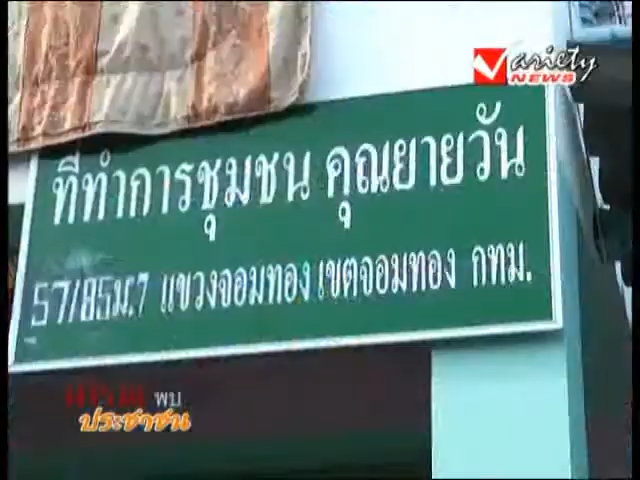 Variety
NEWS
ที่ทำการชุมชน คุณยายวัน
57/85ม.7 แขวงจอมทอง เขตจอมทอง กทม.
พบ
ประชาชน